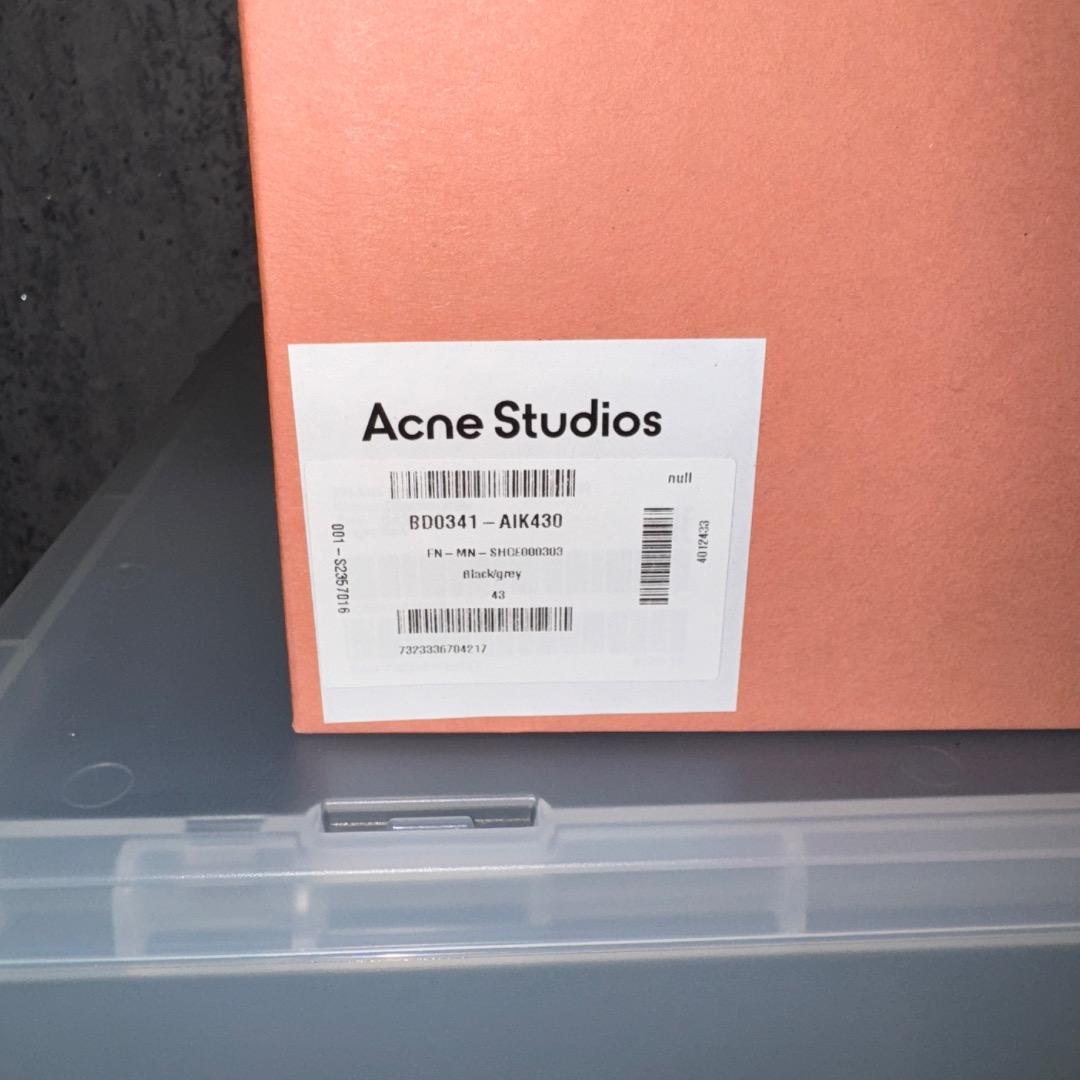 Acne Studios
null
BD0341-AIK430
FN-MN-SHOE000303
Black/grey
43
7323336704217
001-S2357016
4012433